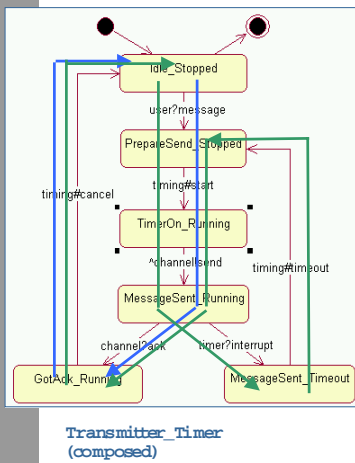 Idle_Stopped
user?message
PrepareSend_Stopped
timing#cancel
timing#start
TimerOn_Running
^channel!send
timing#timeout
MessageSent_Running
channel?ack
timer?interrupt
GotAck_Running
MessageSent_Timeout
Transmitter_Timer
(composed)